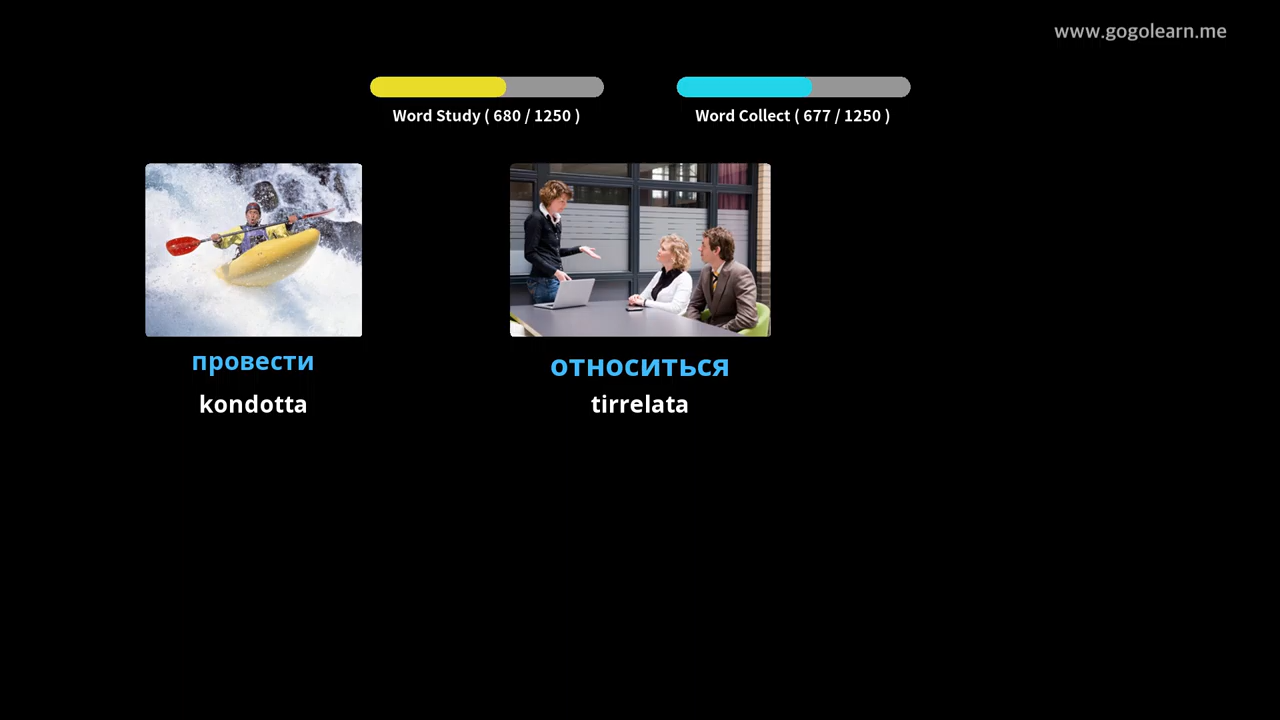 www.gogolearn.me
Word Study ( 680 / 1250 )
Word Collect ( 677 / 1250 )
провести
относиться
kondotta
tirrelata